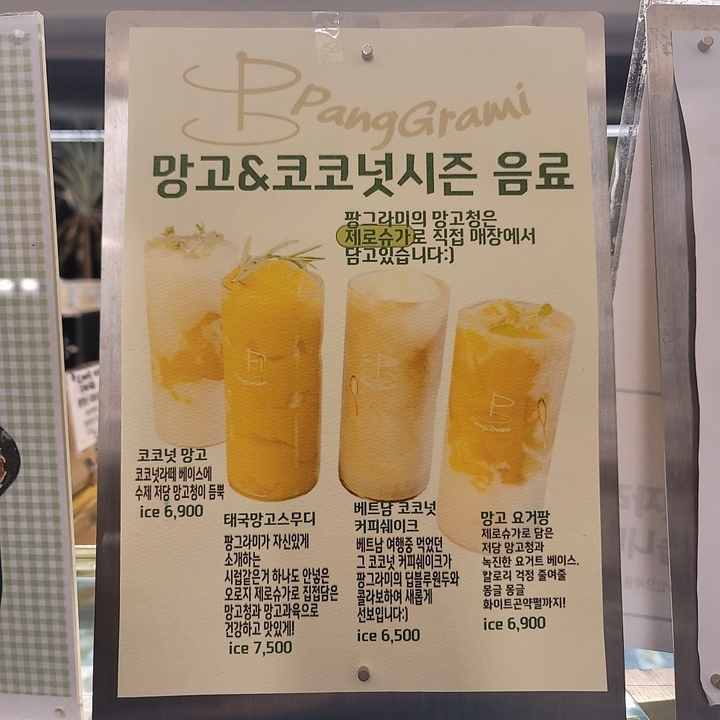 PangGrami
망고&코코넛시즌 음료
팡그라미의 망고청은
제로슈가로 직접 매장에서
담고있습니다:)
코코넛 망고
코코넛라떼 베이스에
수제 저당 망고청이 듬뿍
ice 6,900
태국망고스무디
팡그라미가 자신있게
소개하는
시럽같은거 하나도 안넣은
오로지 제로슈가로 집접담은
망고청과 망고과육으로
건강하고 맛있게!
ice 7,500
베트남 코코넛
커피쉐이크
베트남 여행중 먹었던
그 코코넛 커피쉐이크가
팡그라미의 딥블루원두와
콜라보하여 새롭게
선보입니다:)
ice 6,500
망고 요거팡
제로슈가로 담은
저당 망고청과
녹진한 요거트 베이스.
칼로리 걱정 줄여줄
몽글 몽글
화이트곤약펄까지!
ice 6,900